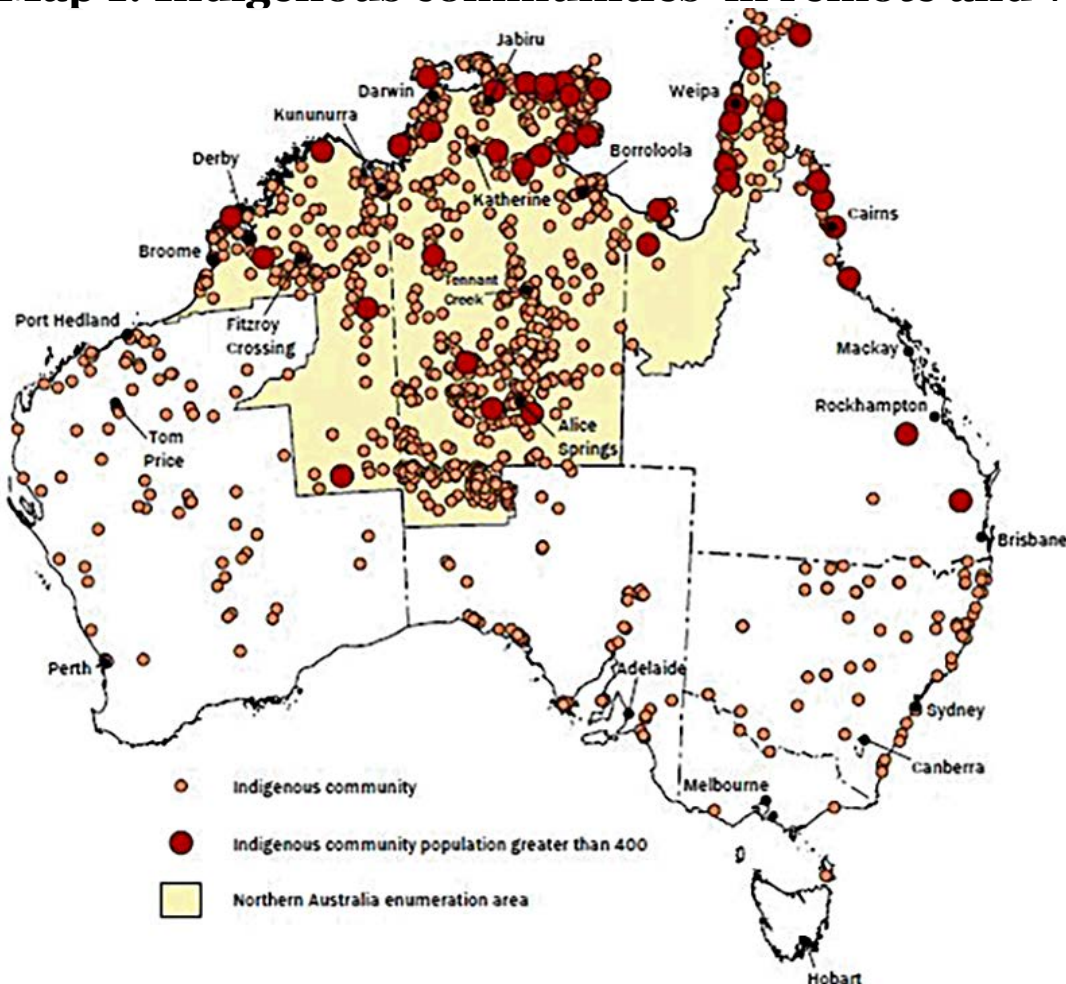 Map 1: Indigenous communities in remote and
Jabiru
Darwin
Weipa
Kununurra
Derby
Borroloola
Katherine
Cairns
Broome
Tennant
Creek
Port Hedland
Fitzroy
Crossing
Mackay
Rockhampton
Tom
Price
Alice
Springs
Brisbane
Perth
Adelaide
Sydney
Canberra
Melbourne
Indigenous community
Indigenous community population greater than 400
Northern Australia enumeration area
Hobart